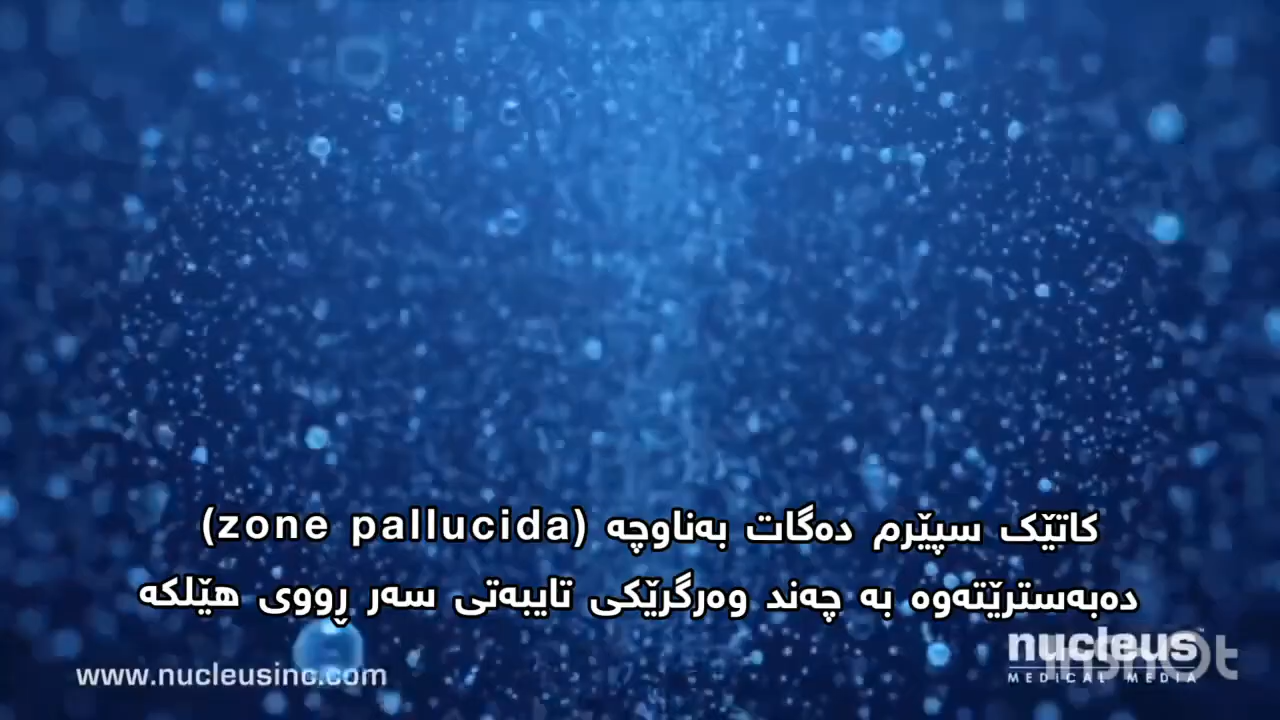 کاتێک سپێرم دەگات بەناوچە (zone pallucida)
دەبەسترێتەوە بە چەند وەرگرێکی تایبەتی سەر ڕووی هێلکە
nucleus
MEDICAL MEDIA
www.nucleusinc.com